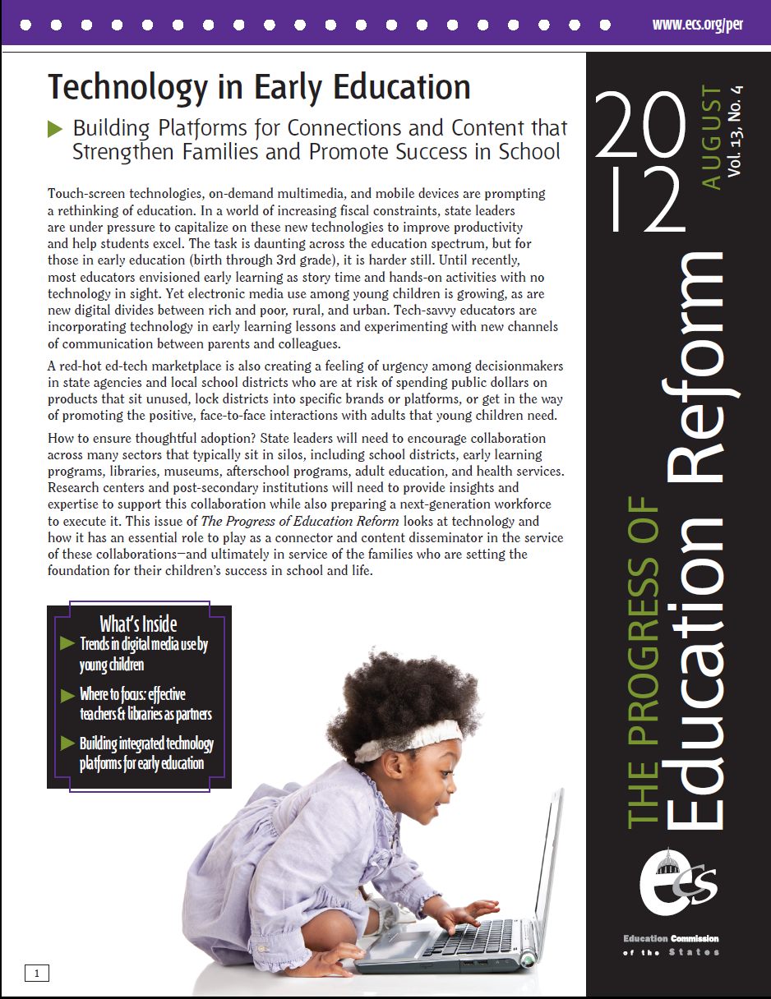 www.ecs.org/per
Technology in Early Education
Building Platforms for Connections and Content that
Strengthen Families and Promote Success in School
Touch-screen technologies, on-demand multimedia, and mobile devices are prompting
a rethinking of education. In a world of increasing fiscal constraints, state leaders
are under pressure to capitalize on these new technologies to improve productivity
and help students excel. The task is daunting across the education spectrum, but for
those in early education (birth through 3rd grade), it is harder still. Until recently,
most educators envisioned early learning as story time and hands-on activities with no
technology in sight. Yet electronic media use among young children is growing, as are
new digital divides between rich and poor, rural, and urban. Tech-savvy educators are
incorporating technology in early learning lessons and experimenting with new channels
of communication between parents and colleagues.
A red-hot ed-tech marketplace is also creating a feeling of urgency among decisionmakers
in state agencies and local school districts who are at risk of spending public dollars on
products that sit unused, lock districts into specific brands or platforms, or get in the way
of promoting the positive, face-to-face interactions with adults that young children need.
How to ensure thoughtful adoption? State leaders will need to encourage collaboration
across many sectors that typically sit in silos, including school districts, early learning
programs, libraries, museums, afterschool programs, adult education, and health services.
Research centers and post-secondary institutions will need to provide insights and
expertise to support this collaboration while also preparing a next-generation workforce
to execute it. This issue of The Progress of Education Reform looks at technology and
how it has an essential role to play as a connector and content disseminator in the service
of these collaborations—and ultimately in service of the families who are setting the
foundation for their children's success in school and life.
What's Inside
Trends in digital media use by
young children
Where to focus: effective
teachers & libraries as partners
Building integrated technology
platforms for early education
1
20
12
AUGUST
Vol. 13, No. 4
THE PROGRESS OF
Education Reform
ecs
Education Commission
of the States